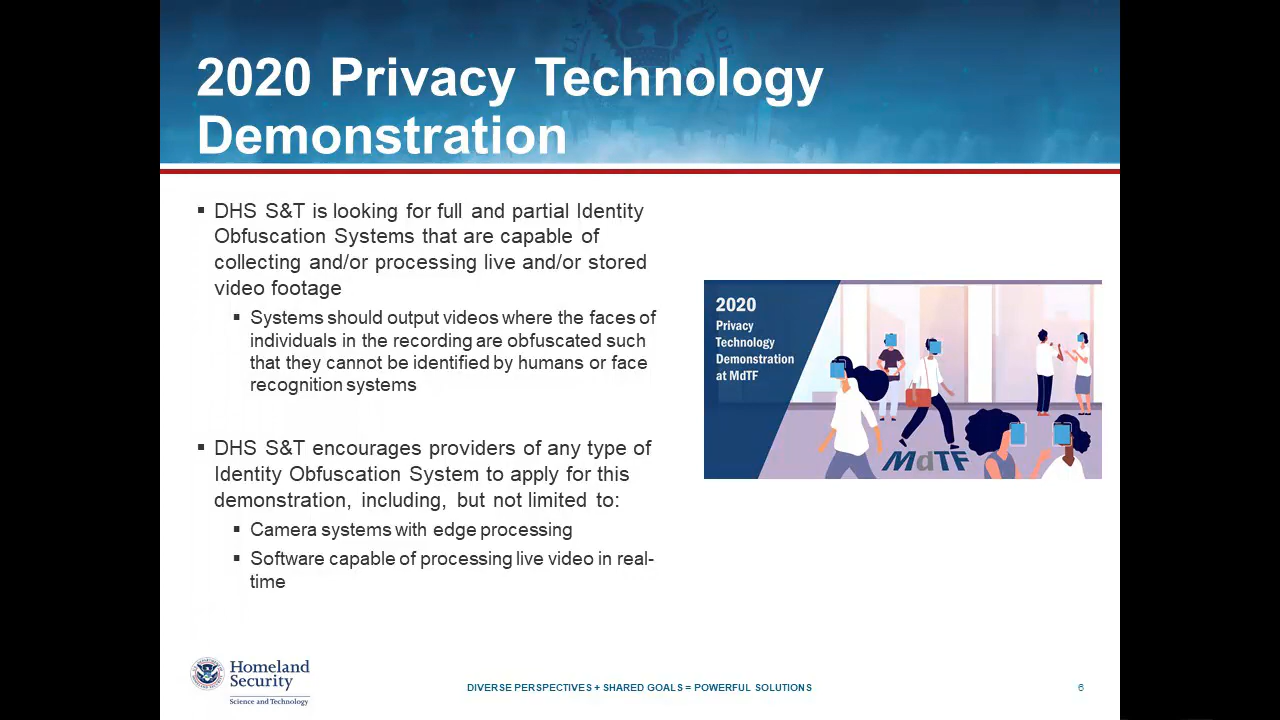 2020 Privacy Technology
Demonstration
▪ DHS S&T is looking for full and partial Identity
Obfuscation Systems that are capable of
collecting and/or processing live and/or stored
video footage
▪ Systems should output videos where the faces of
individuals in the recording are obfuscated such
that they cannot be identified by humans or face
recognition systems
▪ DHS S&T encourages providers of any type of
Identity Obfuscation System to apply for this
demonstration, including, but not limited to:
▪ Camera systems with edge processing
▪ Software capable of processing live video in real-
time
2020
Privacy
Technology
Demonstration
at MdTF
MdTF
Homeland
Security
Science and Technology
DIVERSE PERSPECTIVES + SHARED GOALS = POWERFUL SOLUTIONS
6